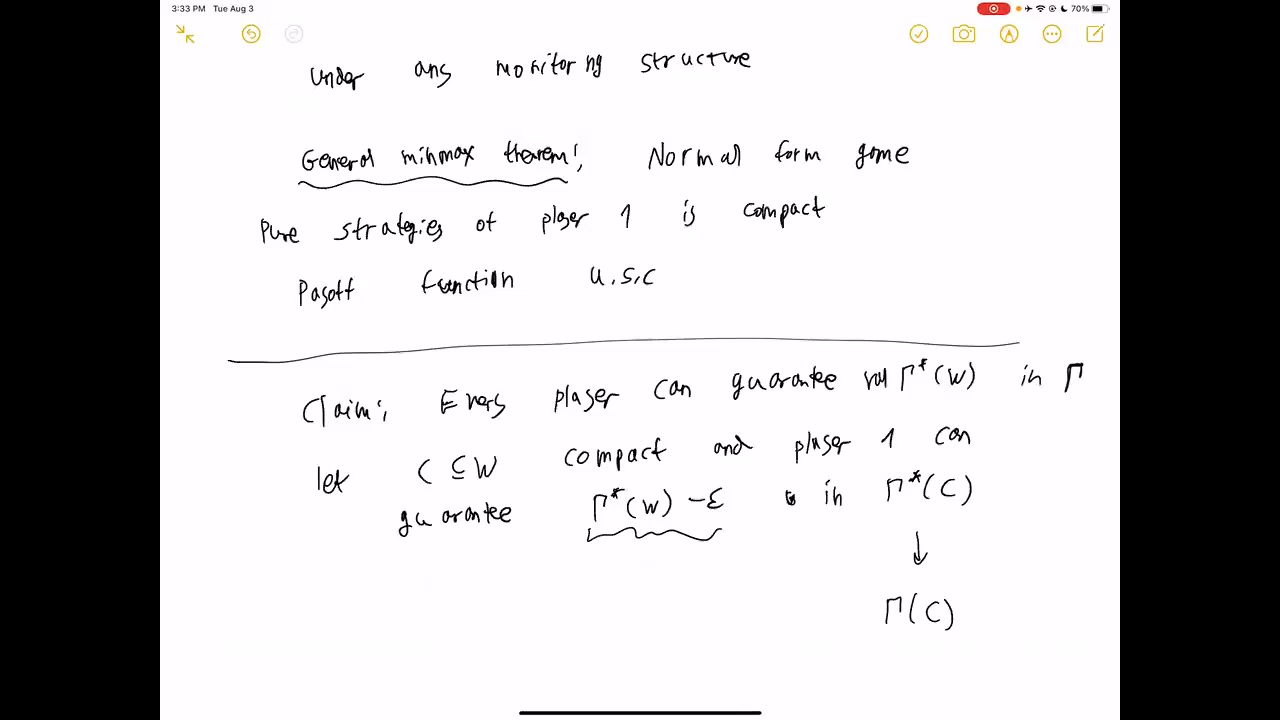 3:33 PM Tue Aug 3
70%
under any monitoring structure
General minmax theorem: Normal form game
Pure strategies of player 1 is compact
Payoff function u.s.c
Claim: Every player can guarantee val Γ*(W) in Γ
let C ⊆ W compact and player 1 can
guarantee Γ*(W) - ε in Γ*(C)
↓
Γ(C)